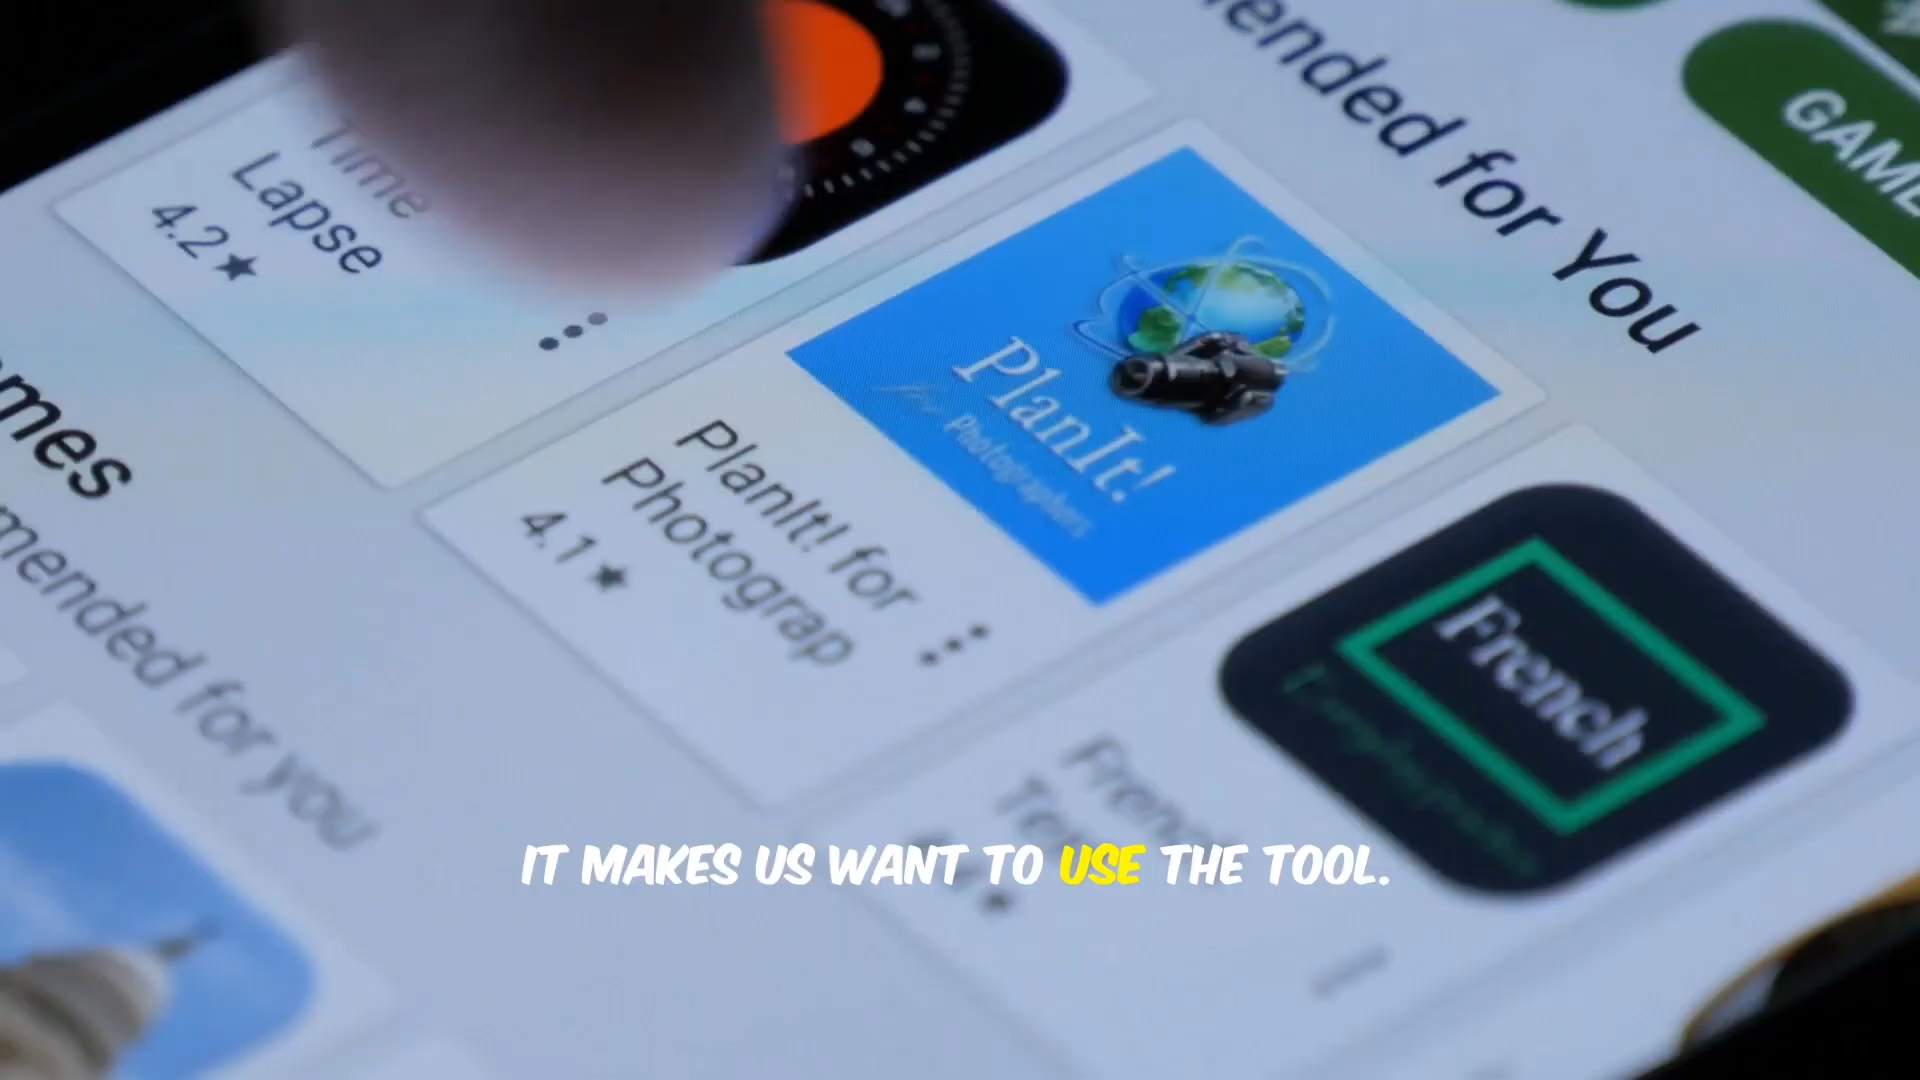 GAME
ended for You
Time
Lapse
4.2★
PlanIt!
Photographers
PlanIt! for
Photograp
4.1★
French
French
mes
mended for you
IT MAKES US WANT TO USE THE TOOL.